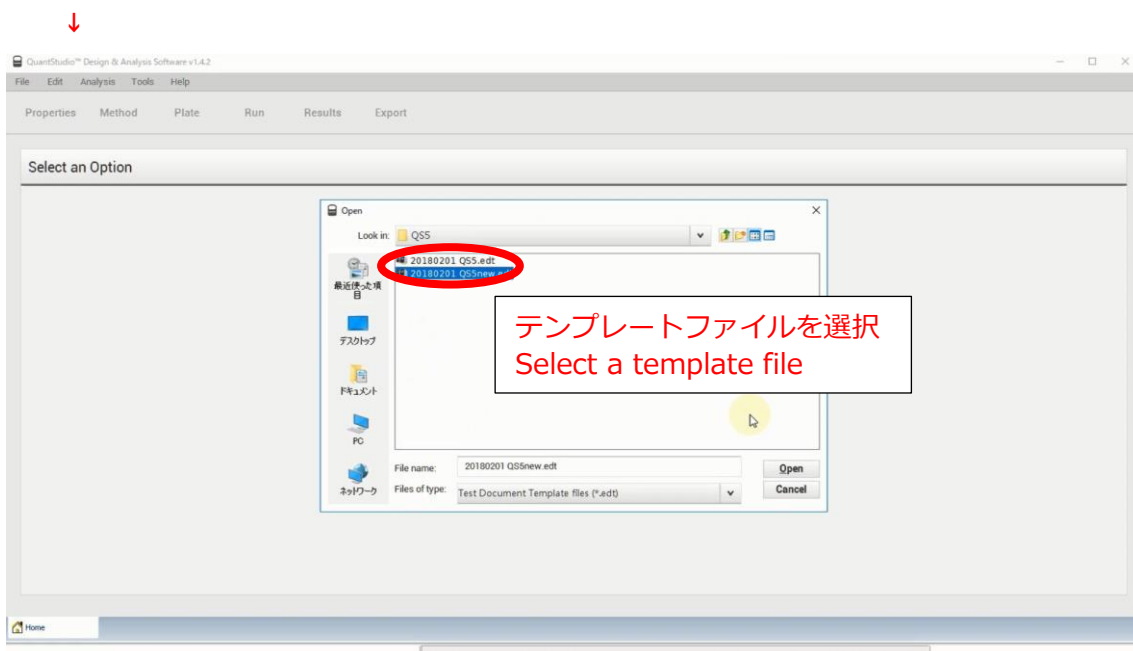 ↓
QuantStudio™ Design & Analysis Software v1.4.2
File Edit Analysis Tools Help
Properties Method Plate Run Results Export
Select an Option
Open
Look in: QS5
20180201 QS5.edt
20180201 QS5new.edt
最近使った項目
デスクトップ
ドキュメント
PC
ネットワーク
テンプレートファイルを選択
Select a template file
File name: 20180201 QS5new.edt Open
Files of type: Test Document Template files (*.edt) Cancel
Home